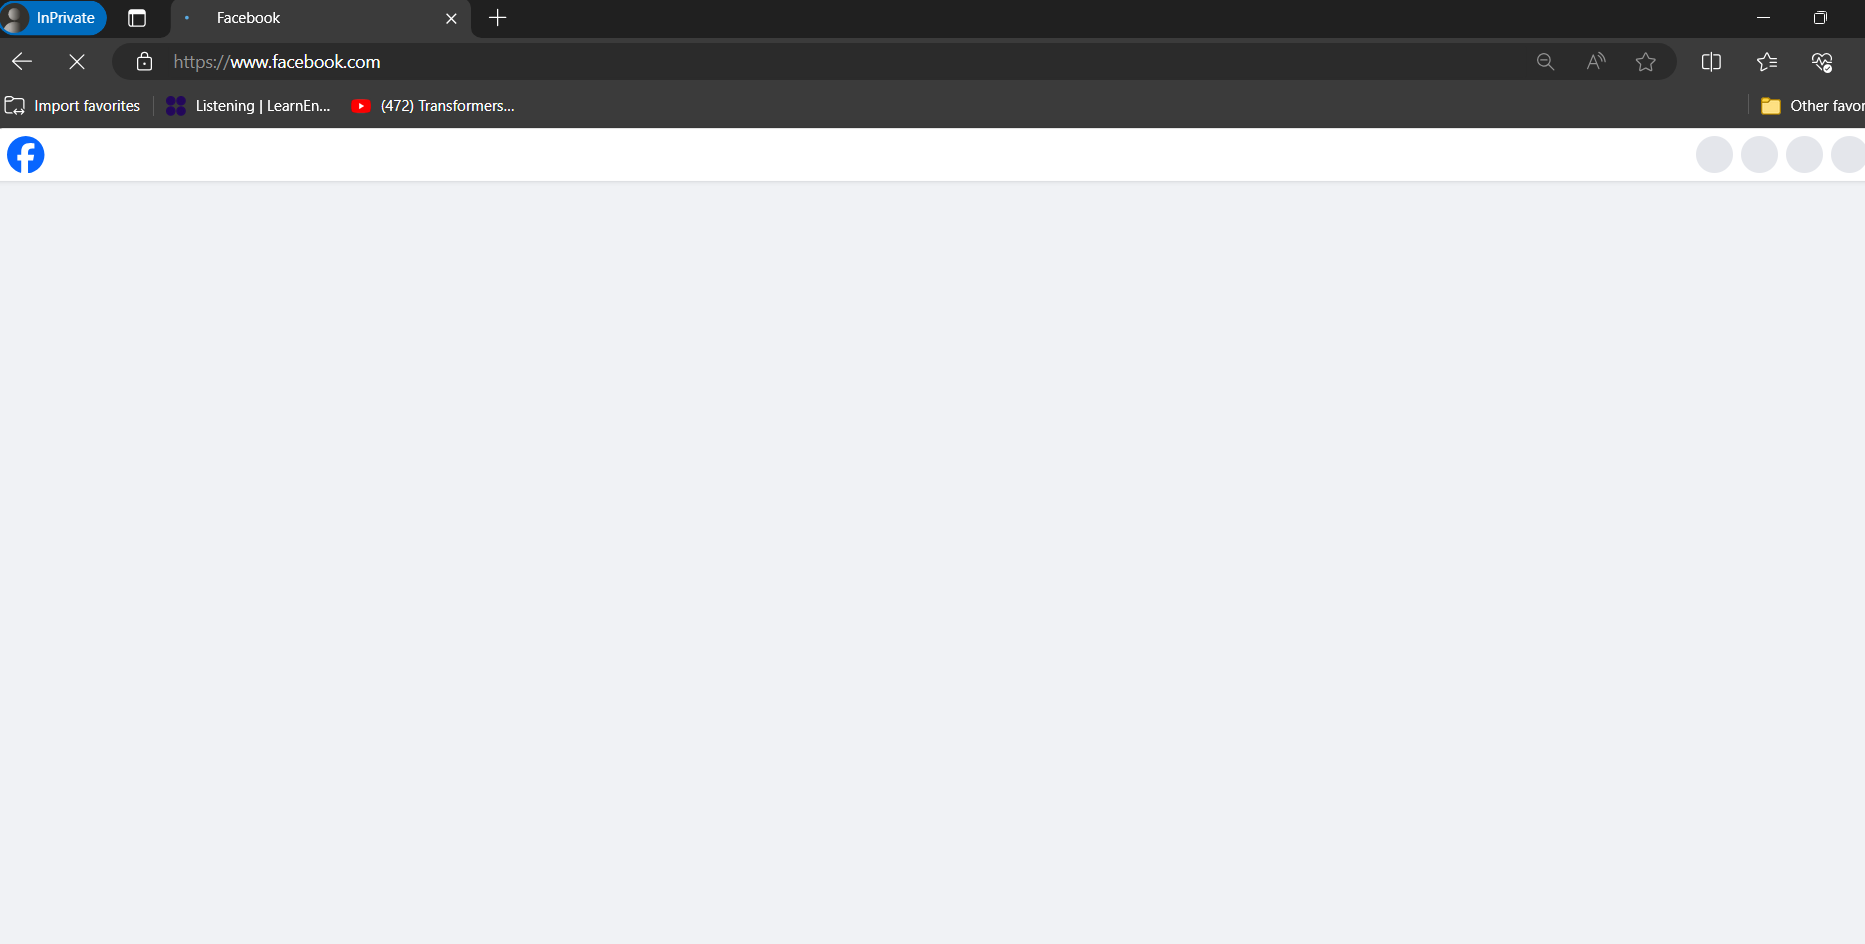 InPrivate
Facebook
https://www.facebook.com
Import favorites
Listening | LearnEn...
(472) Transformers...
Other favor